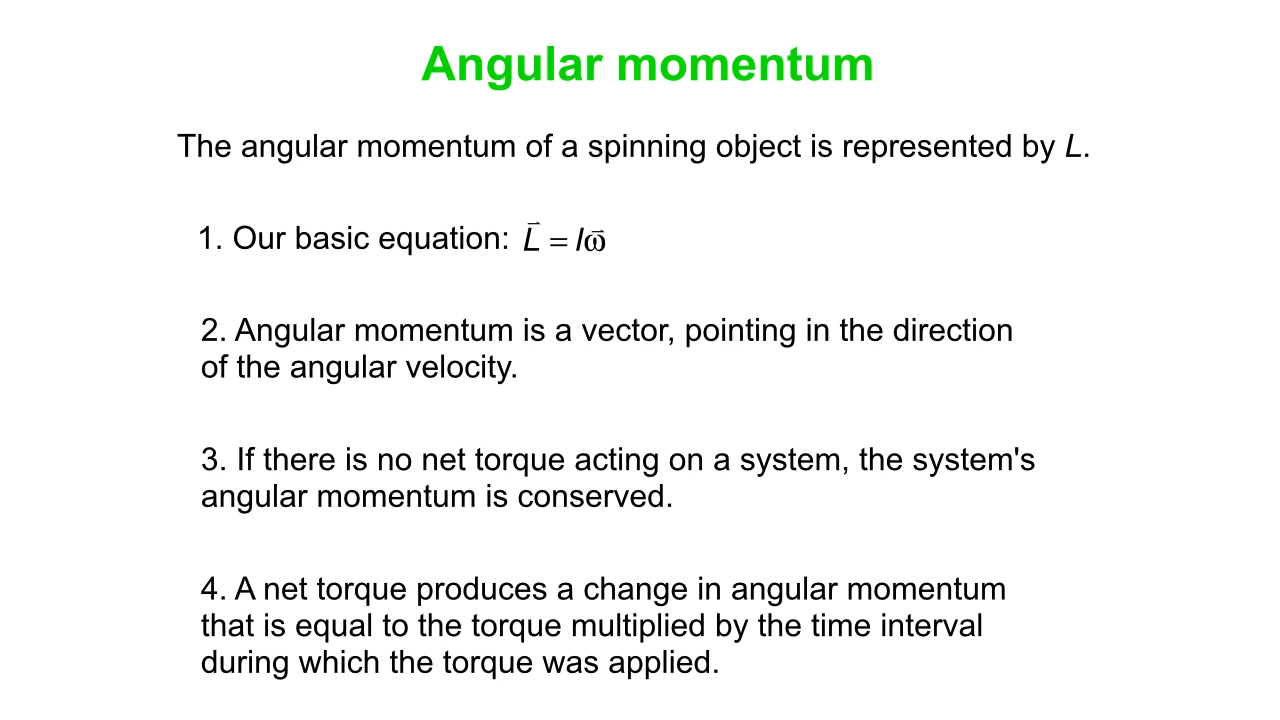 Angular momentum
The angular momentum of a spinning object is represented by L.
1. Our basic equation: L⃗ = Iω⃗
2. Angular momentum is a vector, pointing in the direction
of the angular velocity.
3. If there is no net torque acting on a system, the system's
angular momentum is conserved.
4. A net torque produces a change in angular momentum
that is equal to the torque multiplied by the time interval
during which the torque was applied.